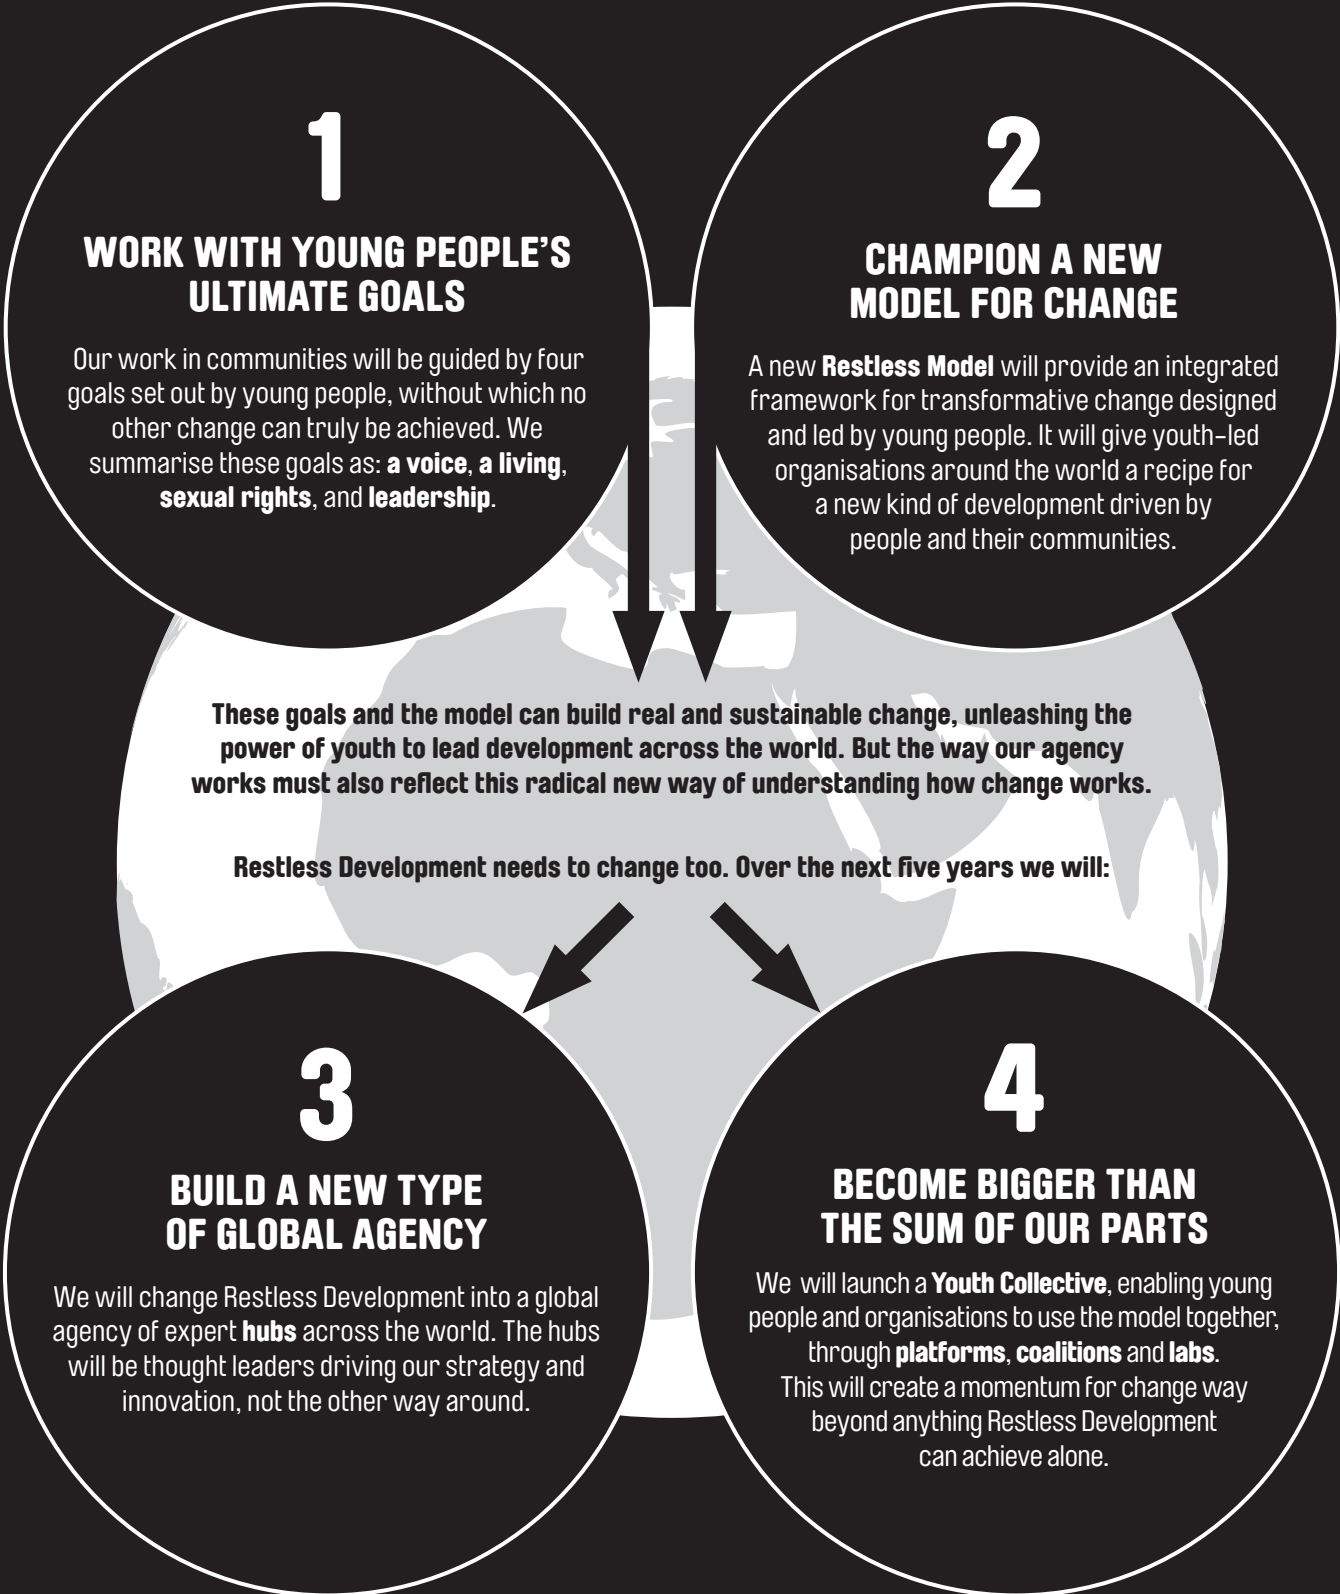 1
WORK WITH YOUNG PEOPLE’S
ULTIMATE GOALS
Our work in communities will be guided by four
goals set out by young people, without which no
other change can truly be achieved. We
summarise these goals as: a voice, a living,
sexual rights, and leadership.
2
CHAMPION A NEW
MODEL FOR CHANGE
A new Restless Model will provide an integrated
framework for transformative change designed
and led by young people. It will give youth-led
organisations around the world a recipe for
a new kind of development driven by
people and their communities.
These goals and the model can build real and sustainable change, unleashing the
power of youth to lead development across the world. But the way our agency
works must also reflect this radical new way of understanding how change works.
Restless Development needs to change too. Over the next five years we will:
3
BUILD A NEW TYPE
OF GLOBAL AGENCY
We will change Restless Development into a global
agency of expert hubs across the world. The hubs
will be thought leaders driving our strategy and
innovation, not the other way around.
4
BECOME BIGGER THAN
THE SUM OF OUR PARTS
We will launch a Youth Collective, enabling young
people and organisations to use the model together,
through platforms, coalitions and labs.
This will create a momentum for change way
beyond anything Restless Development
can achieve alone.